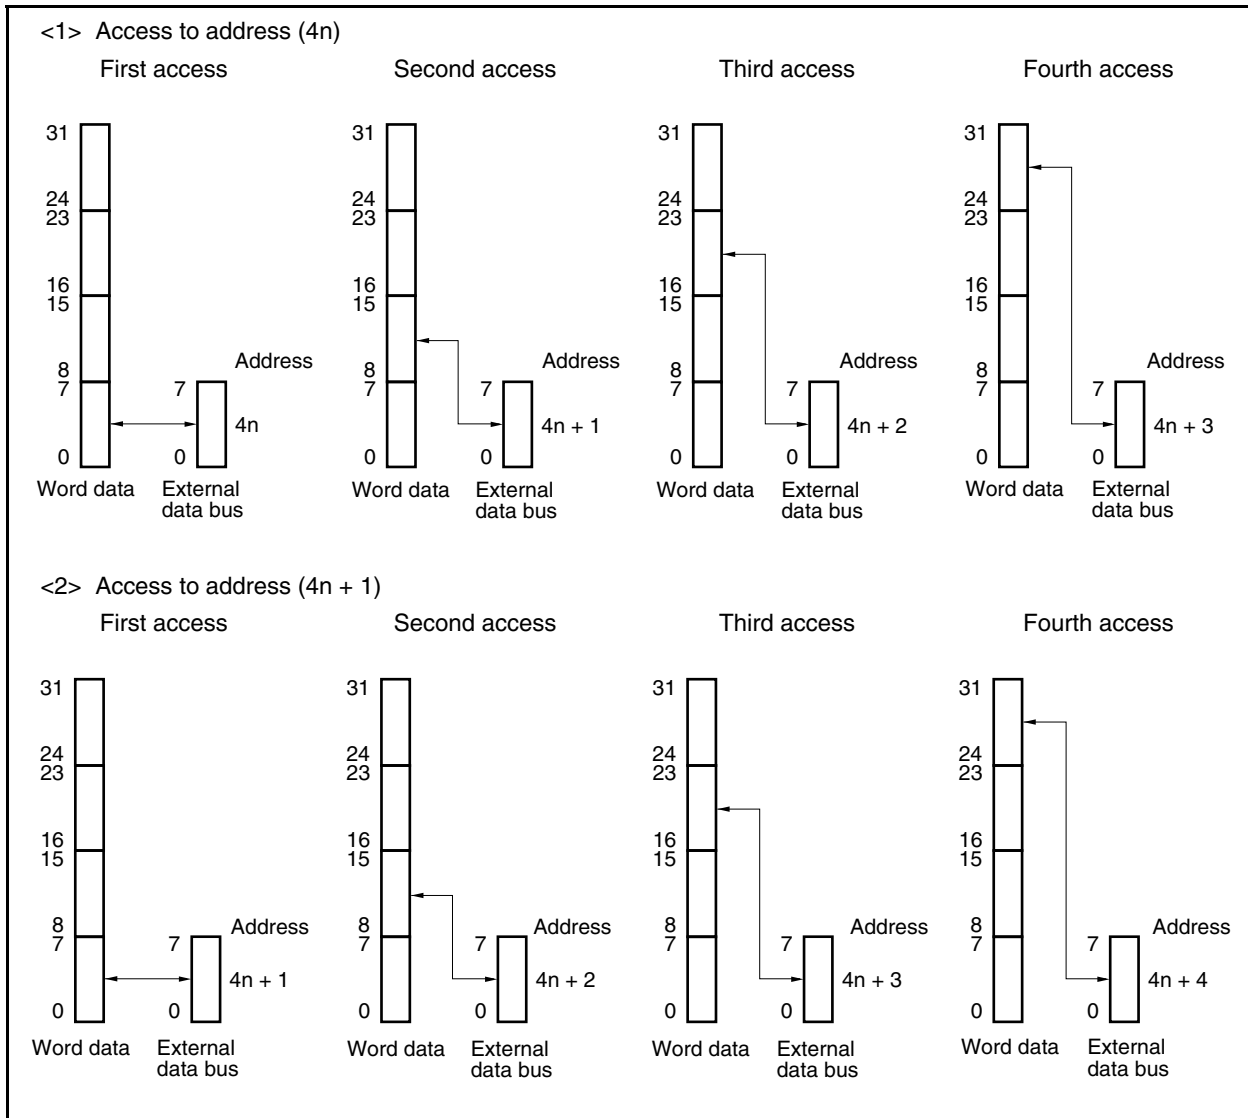 <1> Access to address (4n)
First access Second access Third access Fourth access
31 31 31 31
24 24 24 24
23 23 23 23
16 16 16 16
15 15 15 15
Address Address Address Address
8 8 8 8
7 7 7 7 7 7 7 7
4n 4n + 1 4n + 2 4n + 3
0 0 0 0 0 0 0 0
Word data External Word data External Word data External Word data External
data bus data bus data bus data bus
<2> Access to address (4n + 1)
First access Second access Third access Fourth access
31 31 31 31
24 24 24 24
23 23 23 23
16 16 16 16
15 15 15 15
8 Address 8 Address 8 Address 8 Address
7 7 7 7 7 7 7 7
4n + 1 4n + 2 4n + 3 4n + 4
0 0 0 0 0 0 0 0
Word data External Word data External Word data External Word data External
data bus data bus data bus data bus